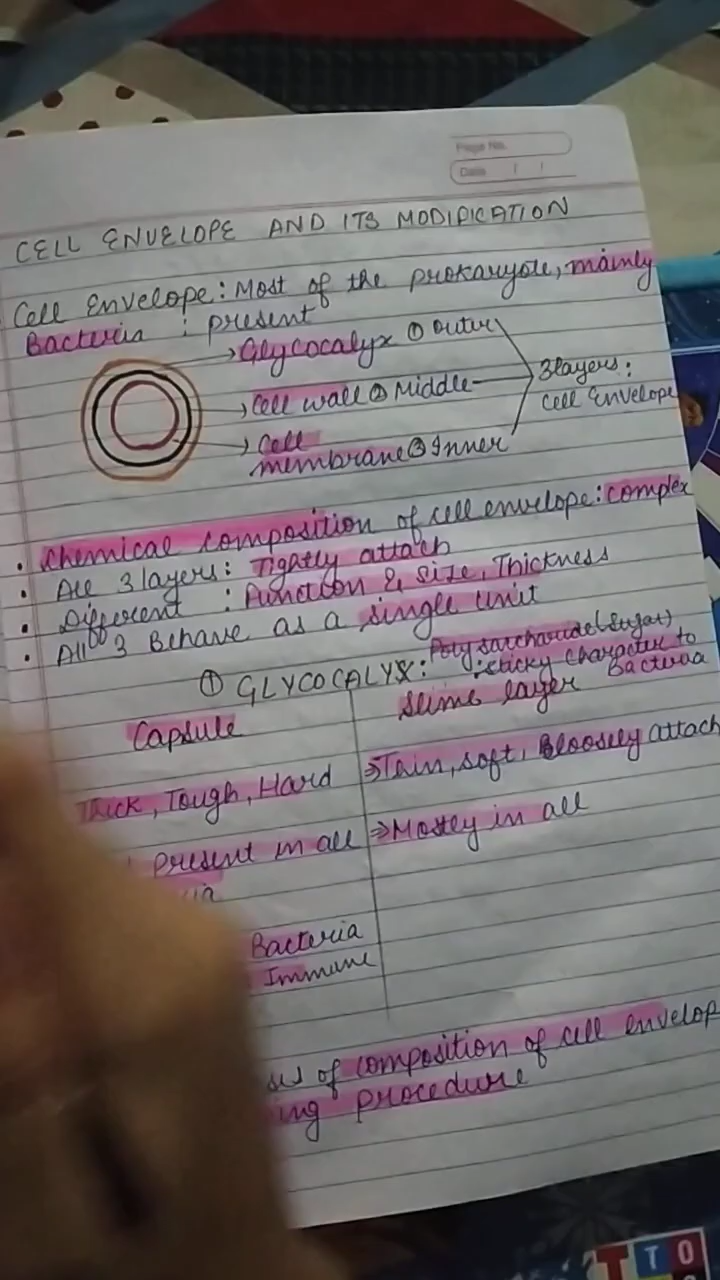 Page No.
Date / /
CELL ENVELOPE AND ITS MODIFICATION
Cell Envelope: Most of the prokaryote, mainly
Bacteria : present
→Glycocalyx ① Outer
→Cell wall ② Middle
3layers:
cell Envelope
→Cell
membrane ③ Inner
• Chemical composition of cell envelope: complex
• All 3 layers: Tightly attach
• Different : Function & Size, Thickness
• All 3 Behave as a single unit
① GLYCOCALYX: Polysaccharide (Sugar)
: sticky character to
Bacteria
Capsule
Slime layer
Thick, Tough, Hard
⇒Thin, soft, loosely attach
present in all
⇒Mostly in all
Bacteria
Immune
of composition of cell envelop
procedure
T T O